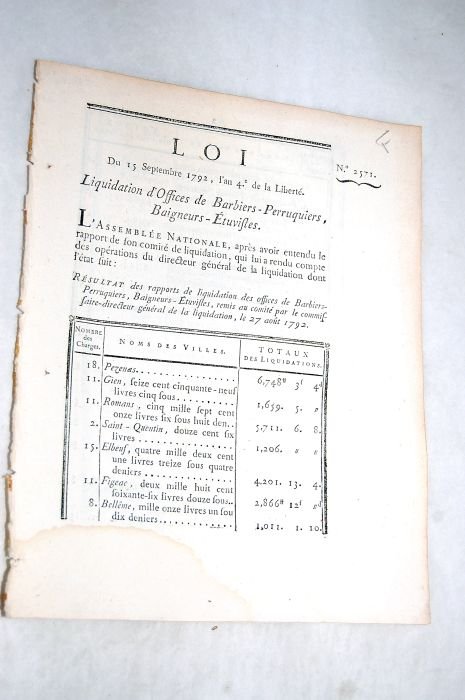 LOI
N.º 2571.
Du 15 Septembre 1792, l'an 4.e de la Liberté.
Liquidation d'Offices de Barbiers-Perruquiers,
Baigneurs-Étuvistes.
L'ASSEMBLÉE NATIONALE, après avoir entendu le
rapport de son comité de liquidation, qui lui a rendu compte
des opérations du directeur général de la liquidation dont
l'état suit :
RÉSULTAT des rapports de liquidation des offices de Barbiers-
Perruquiers, Baigneurs-Étuvistes, remis au comité par le commis-
saire-directeur général de la liquidation, le 27 août 1792.
NOMBRE
des
Charges.
NOMS DES VILLES.
TOTAUX
DES LIQUIDATIONS.
18. Pezenas.................. 6,748# 3s 4d
11. Gien, seize cent cinquante-neuf
livres cinq sous........... 1,659. 5. "
11. Romans, cinq mille sept cent
onze livres six sous huit den.. 5,711. 6. 8.
2. Saint-Quentin, douze cent six
livres.................. 1,206. " "
15. Elbeuf, quatre mille deux cent
une livres treize sous quatre
deniers................ 4,201. 13. 4.
11. Figeac, deux mille huit cent
soixante-six livres douze sous.. 2,866# 12s "d
8. Bellême, mille onze livres un sou
dix deniers............. 1,011. 1. 10.